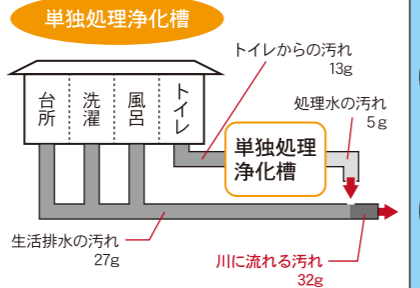 単独処理浄化槽
トイレからの汚れ
13g
処理水の汚れ
5g
台所
洗濯
風呂
トイレ
単独処理
浄化槽
生活排水の汚れ
27g
川に流れる汚れ
32g